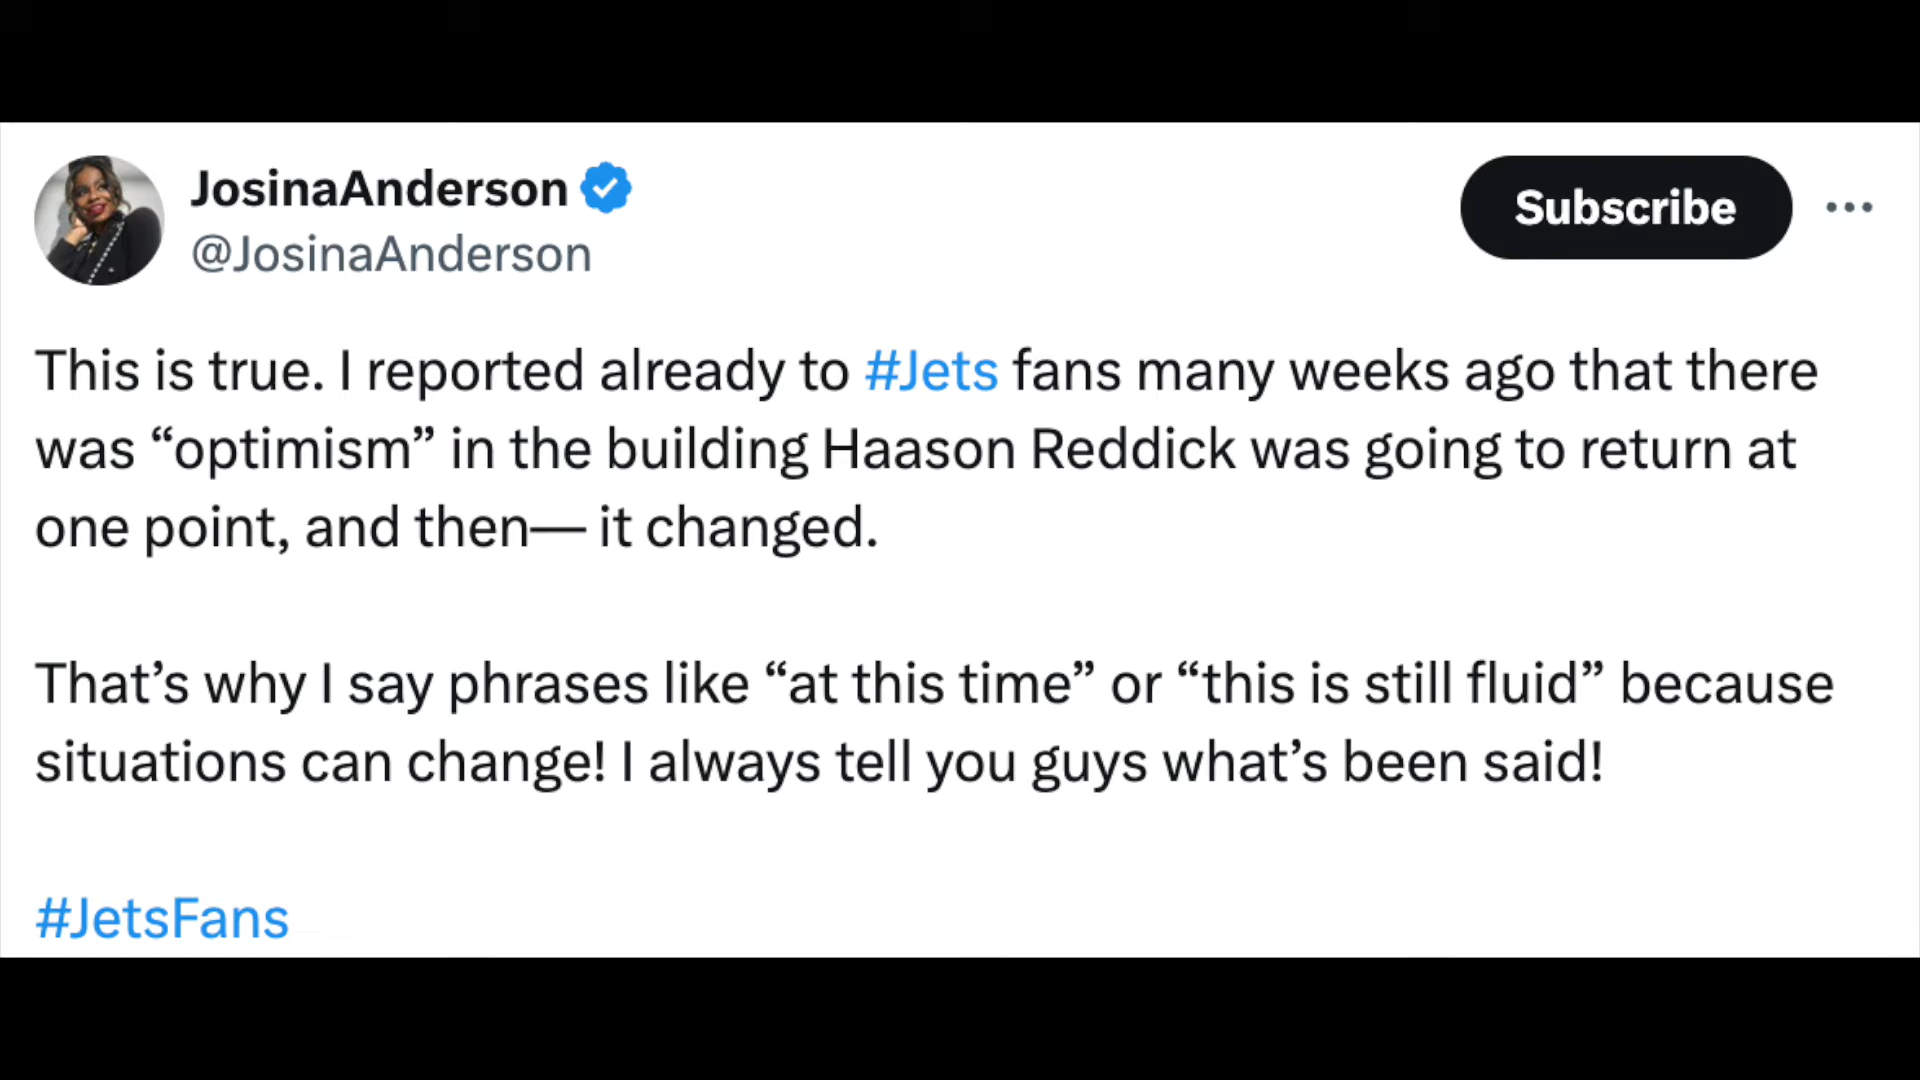 JosinaAnderson
@JosinaAnderson
Subscribe
This is true. I reported already to #Jets fans many weeks ago that there
was “optimism” in the building Haason Reddick was going to return at
one point, and then— it changed.
That’s why I say phrases like “at this time” or “this is still fluid” because
situations can change! I always tell you guys what’s been said!
#JetsFans